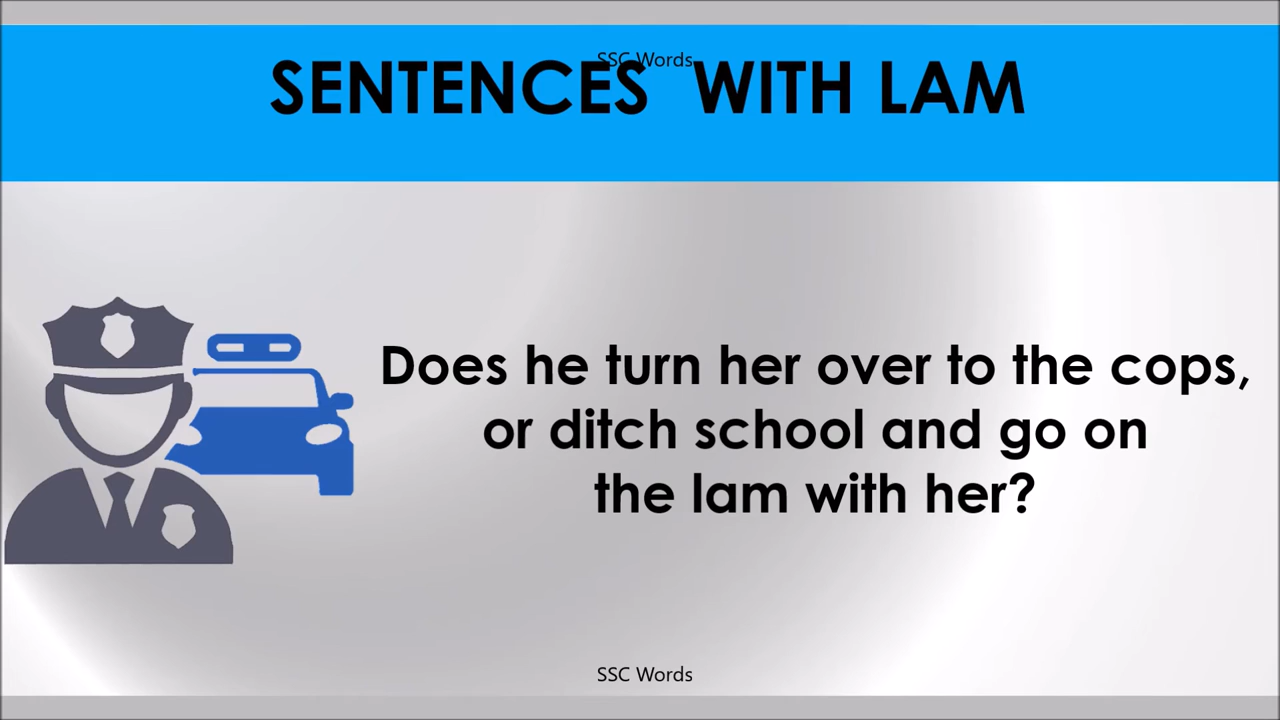 SSC Words
SENTENCES WITH LAM
Does he turn her over to the cops,
or ditch school and go on
the lam with her?
SSC Words